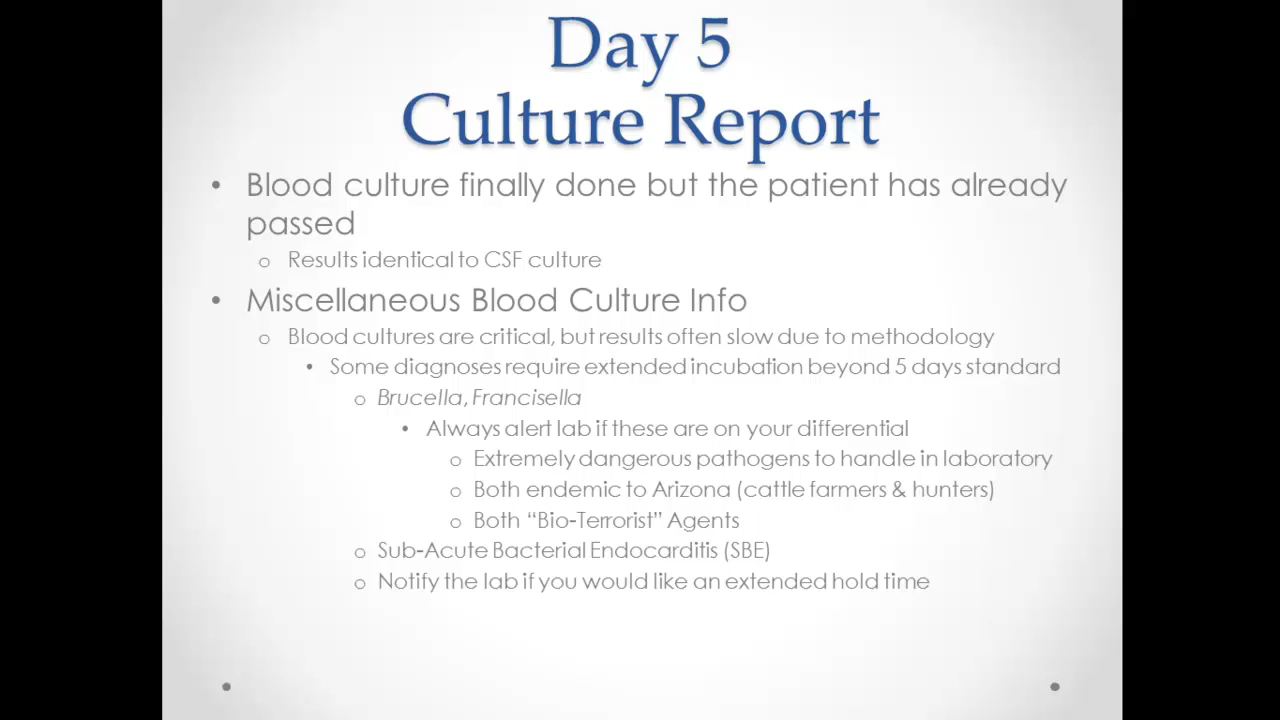 Day 5
Culture Report
• Blood culture finally done but the patient has already
passed
o Results identical to CSF culture
• Miscellaneous Blood Culture Info
o Blood cultures are critical, but results often slow due to methodology
• Some diagnoses require extended incubation beyond 5 days standard
o Brucella, Francisella
• Always alert lab if these are on your differential
o Extremely dangerous pathogens to handle in laboratory
o Both endemic to Arizona (cattle farmers & hunters)
o Both “Bio-Terrorist” Agents
o Sub-Acute Bacterial Endocarditis (SBE)
o Notify the lab if you would like an extended hold time